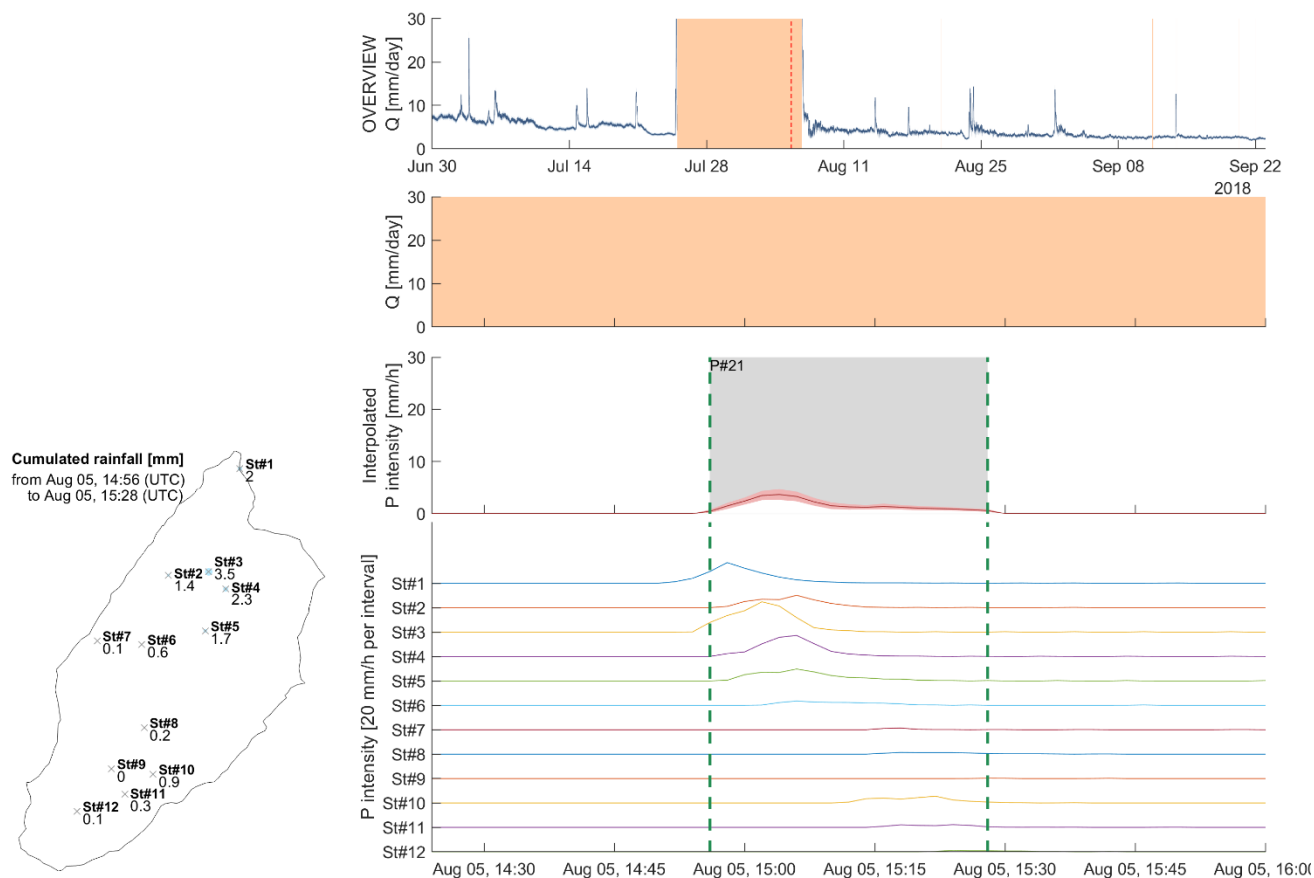 OVERVIEW
Q [mm/day]
30
20
10
0
Jun 30
Jul 14
Jul 28
Aug 11
Aug 25
Sep 08
Sep 22
2018
Q [mm/day]
30
20
10
0
Interpolated
P intensity [mm/h]
30
20
10
0
P#21
Cumulated rainfall [mm]
from Aug 05, 14:56 (UTC)
to Aug 05, 15:28 (UTC)
St#1
2
St#2
1.4
St#3
3.5
St#4
2.3
St#5
1.7
St#6
0.6
St#7
0.1
St#8
0.2
St#9
0
St#10
0.9
St#11
0.3
St#12
0.1
P intensity [20 mm/h per interval]
St#1
St#2
St#3
St#4
St#5
St#6
St#7
St#8
St#9
St#10
St#11
St#12
Aug 05, 14:30
Aug 05, 14:45
Aug 05, 15:00
Aug 05, 15:15
Aug 05, 15:30
Aug 05, 15:45
Aug 05, 16:00